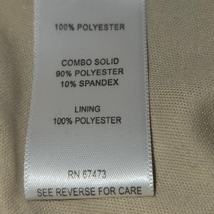 100% POLYESTER
COMBO SOLID
90% POLYESTER
10% SPANDEX
LINING
100% POLYESTER
RN 67473
SEE REVERSE FOR CARE